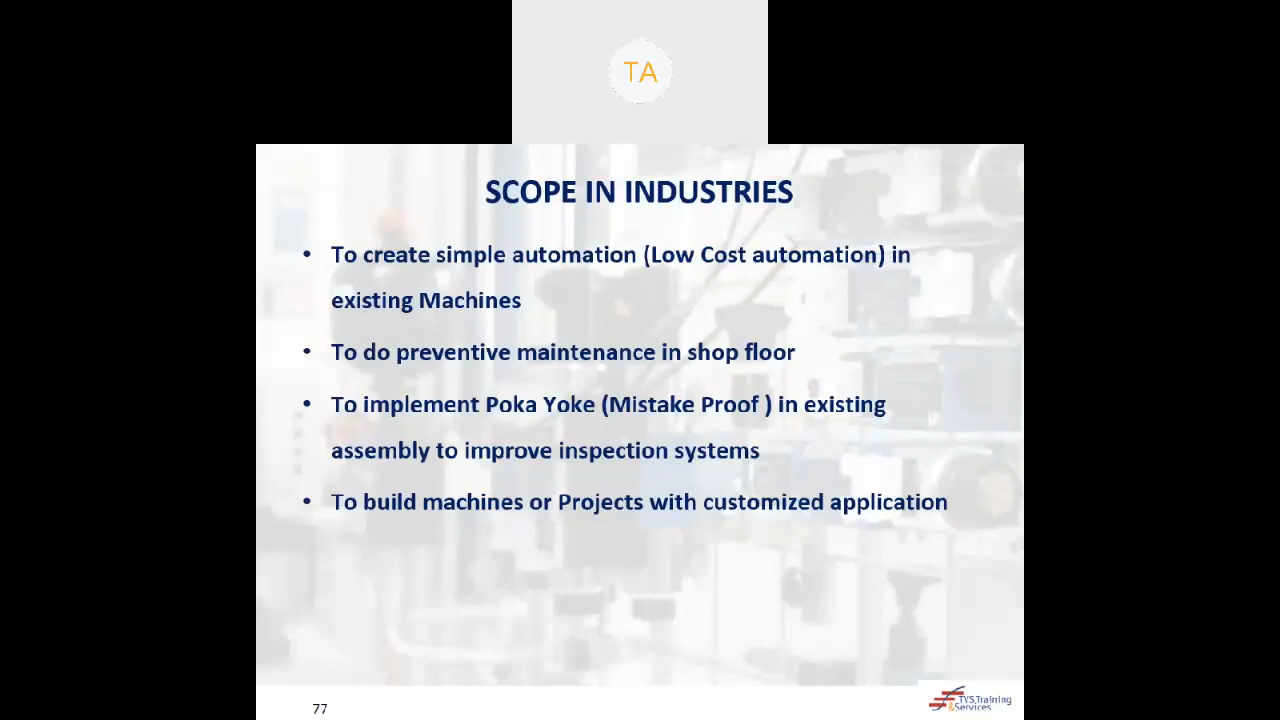 TA
SCOPE IN INDUSTRIES
• To create simple automation (Low Cost automation) in
existing Machines
• To do preventive maintenance in shop floor
• To implement Poka Yoke (Mistake Proof ) in existing
assembly to improve inspection systems
• To build machines or Projects with customized application
77
TVS Training
&Services